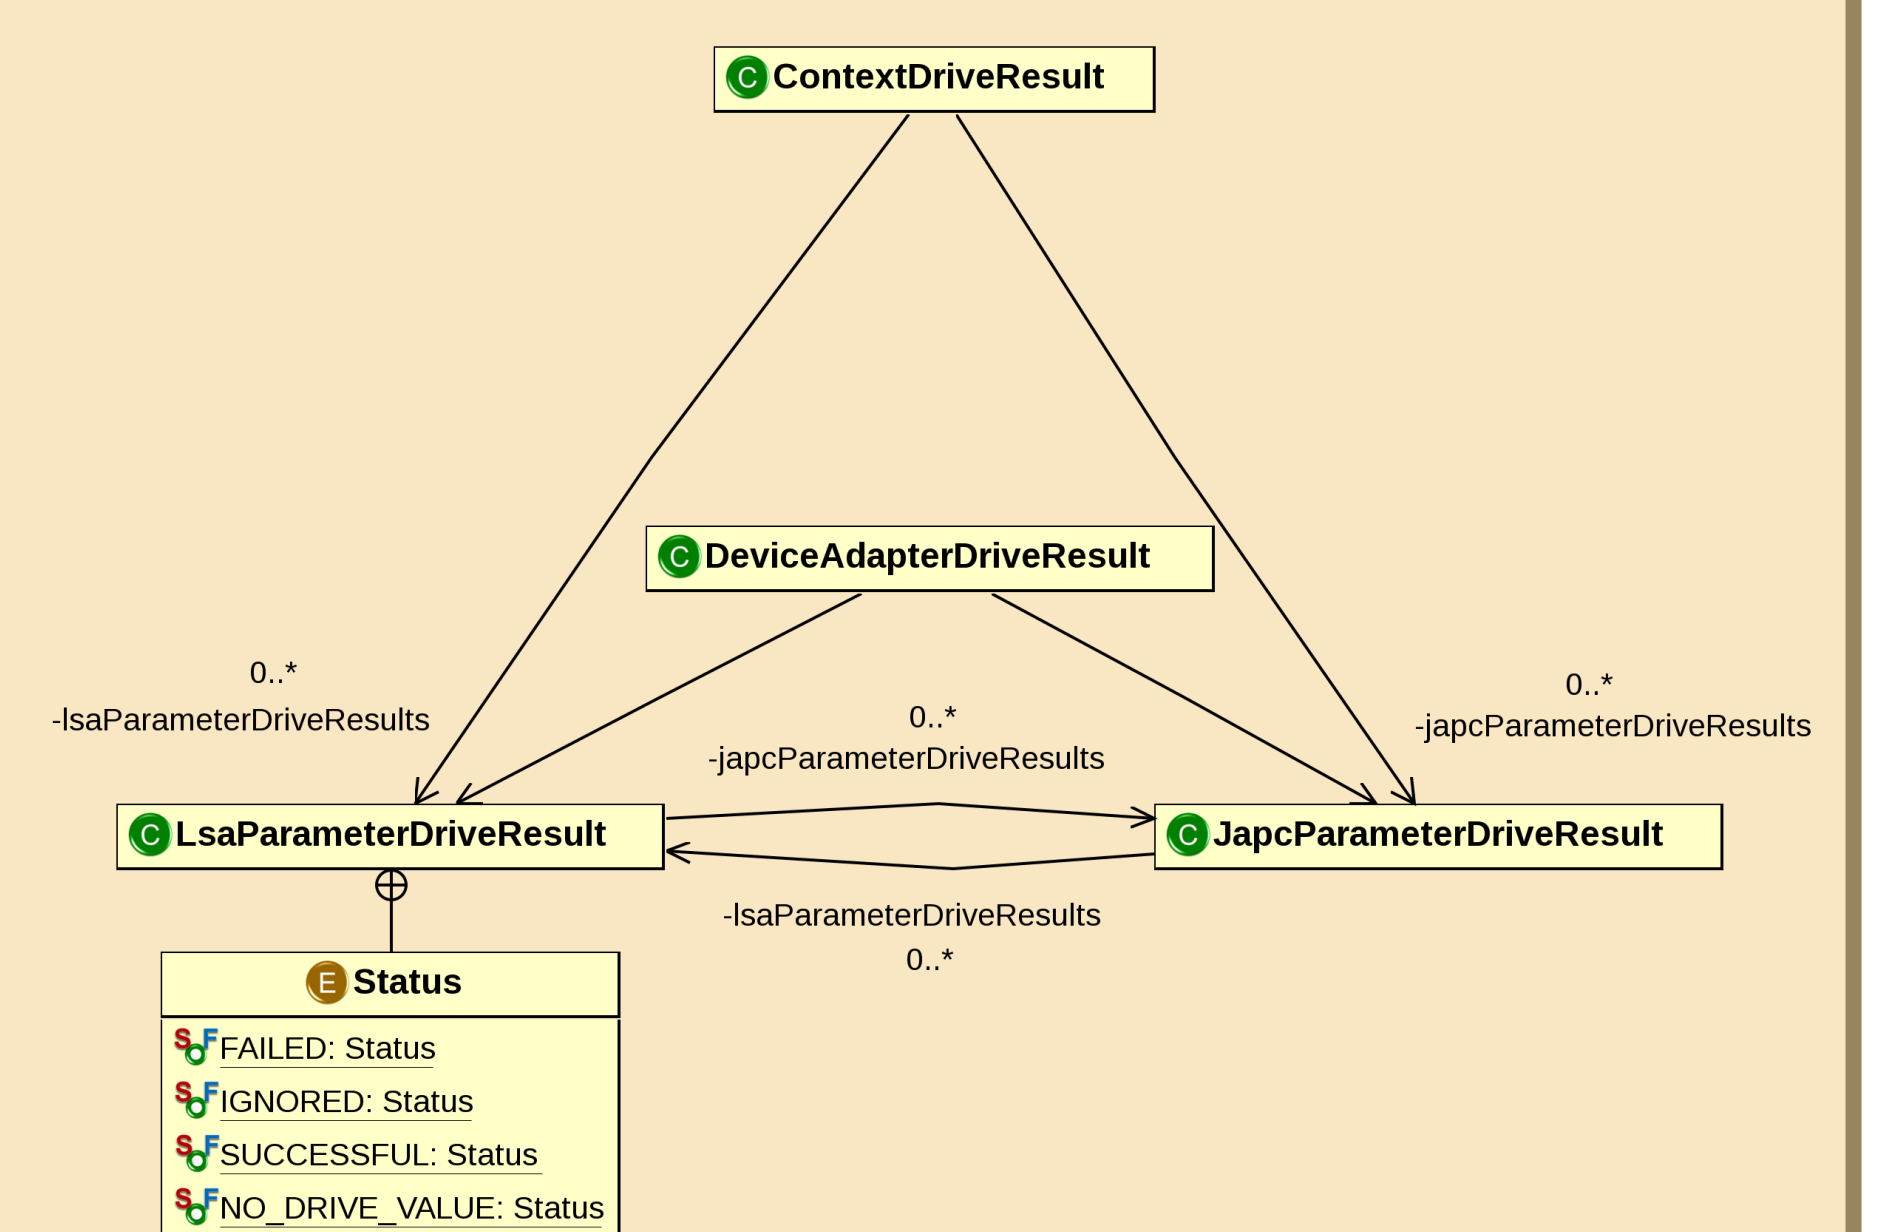 C ContextDriveResult
C DeviceAdapterDriveResult
0..*
-lsaParameterDriveResults
0..*
-japcParameterDriveResults
0..*
-japcParameterDriveResults
C LsaParameterDriveResult
C JapcParameterDriveResult
-lsaParameterDriveResults
0..*
E Status
S F FAILED: Status
S F IGNORED: Status
S F SUCCESSFUL: Status
S F NO_DRIVE_VALUE: Status